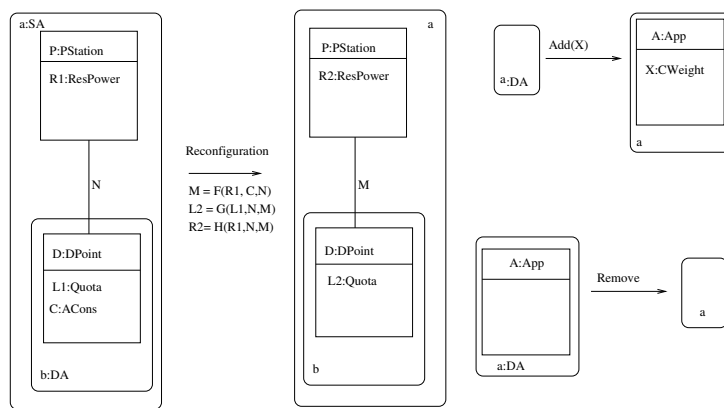 a:SA
P:PStation
R1:ResPower
N
D:DPoint
L1:Quota
C:ACons
b:DA
Reconfiguration
M = F(R1, C,N)
L2 = G(L1,N,M)
R2= H(R1,N,M)
a
P:PStation
R2:ResPower
M
D:DPoint
L2:Quota
b
a:DA
Add(X)
A:App
X:CWeight
a
A:App
a:DA
Remove
a